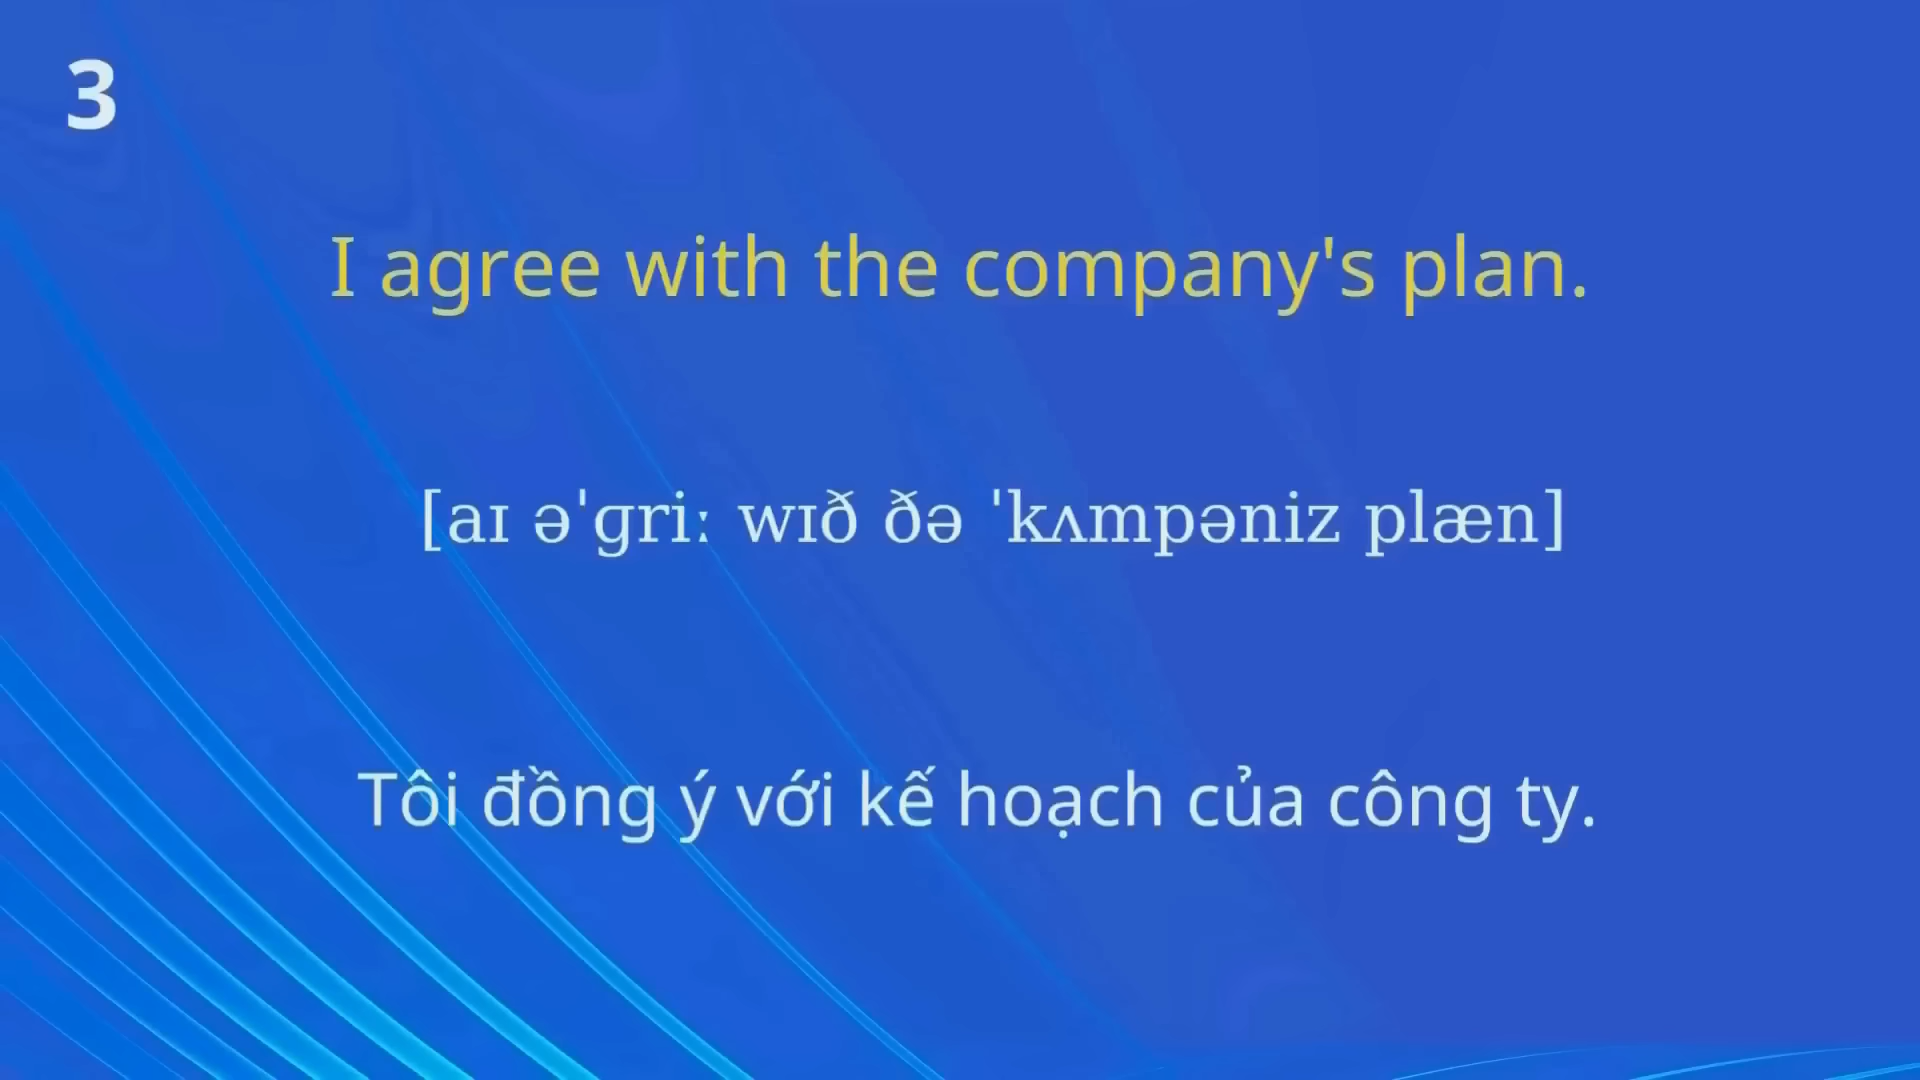 3
I agree with the company's plan.
[aɪ əˈɡriː wɪð ðə ˈkʌmpəniz plæn]
Tôi đồng ý với kế hoạch của công ty.